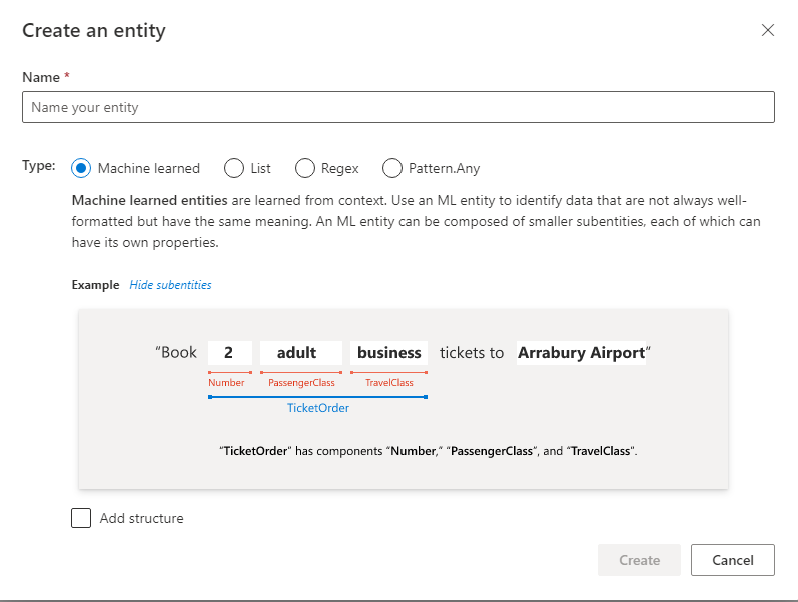 Create an entity
Name *
Name your entity
Type: Machine learned List Regex Pattern.Any
Machine learned entities are learned from context. Use an ML entity to identify data that are not always well-
formatted but have the same meaning. An ML entity can be composed of smaller subentities, each of which can
have its own properties.
Example Hide subentities
“Book 2 adult business tickets to Arrabury Airport”
Number PassengerClass TravelClass
TicketOrder
“TicketOrder” has components “Number,” “PassengerClass”, and “TravelClass”.
Add structure
Create Cancel